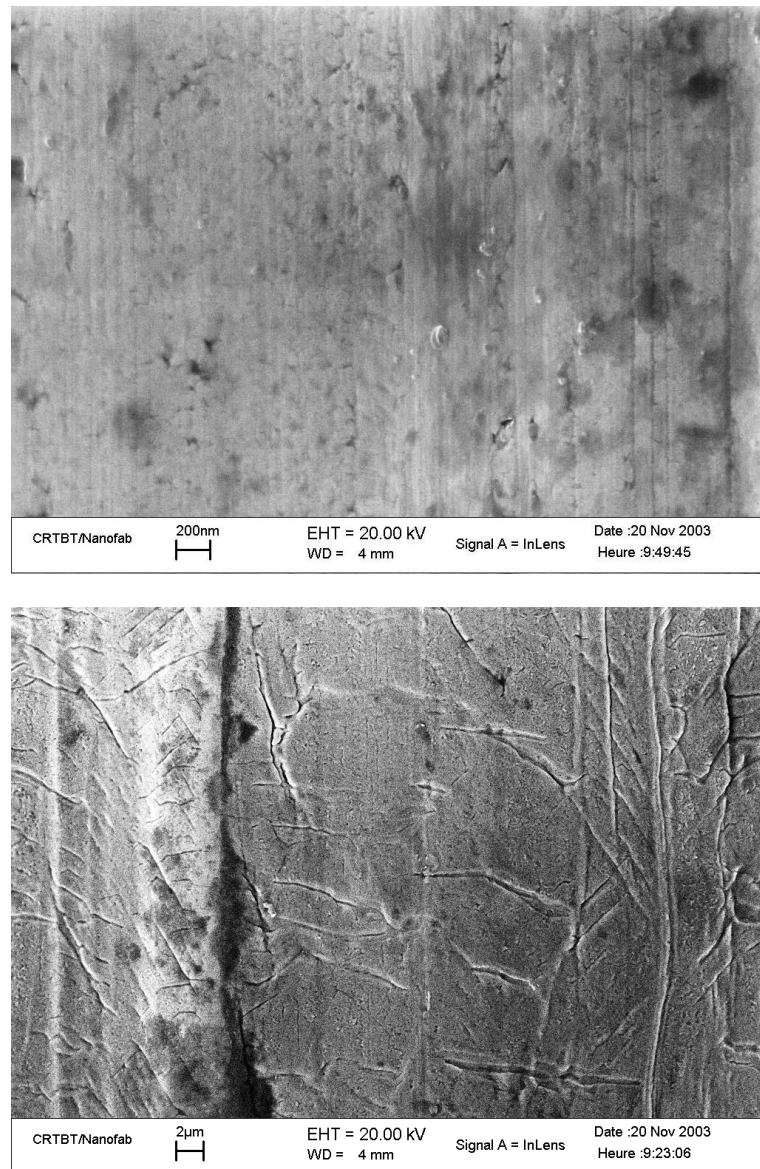 CRTBT/Nanofab
200nm
EHT = 20.00 kV
WD = 4 mm
Signal A = InLens
Date :20 Nov 2003
Heure :9:49:45
CRTBT/Nanofab
2µm
EHT = 20.00 kV
WD = 4 mm
Signal A = InLens
Date :20 Nov 2003
Heure :9:23:06